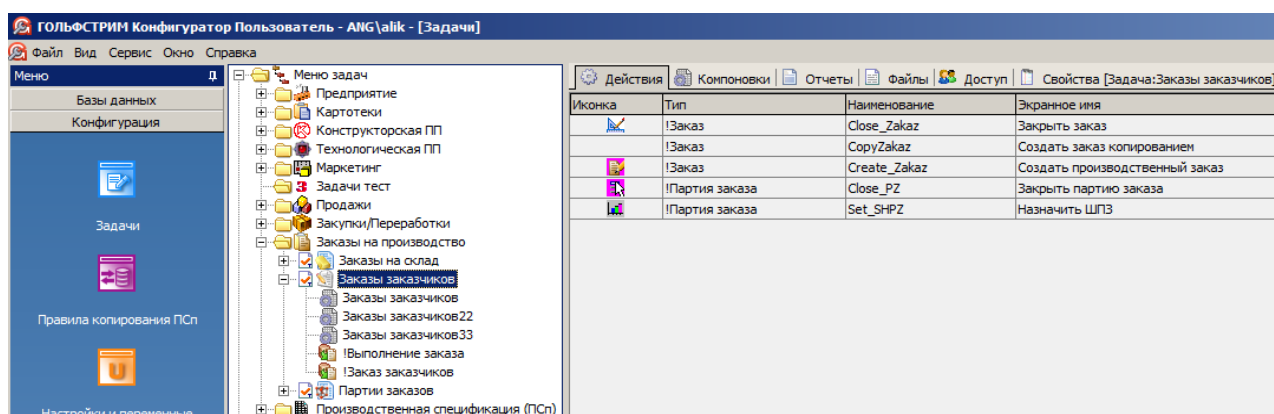 ГОЛЬФСТРИМ Конфигуратор Пользователь - ANG\alik - [Задачи]
Файл Вид Сервис Окно Справка
Меню
Базы данных
Конфигурация
Задачи
Правила копирования ПСп
Настройки и переменные
Меню задач
Предприятие
Картотеки
Конструкторская ПП
Технологическая ПП
Маркетинг
Задачи тест
Продажи
Закупки/Переработки
Заказы на производство
Заказы на склад
Заказы заказчиков
Заказы заказчиков
Заказы заказчиков22
Заказы заказчиков33
!Выполнение заказа
!Заказ заказчиков
Партии заказов
Производственная спецификация (ПСп)
Действия Компоновки Отчеты Файлы Доступ Свойства [Задача:Заказы заказчиков]
Иконка Тип Наименование Экранное имя
!Заказ Close_Zakaz Закрыть заказ
!Заказ CopyZakaz Создать заказ копированием
!Заказ Create_Zakaz Создать производственный заказ
!Партия заказа Close_PZ Закрыть партию заказа
!Партия заказа Set_SHPZ Назначить ШПЗ